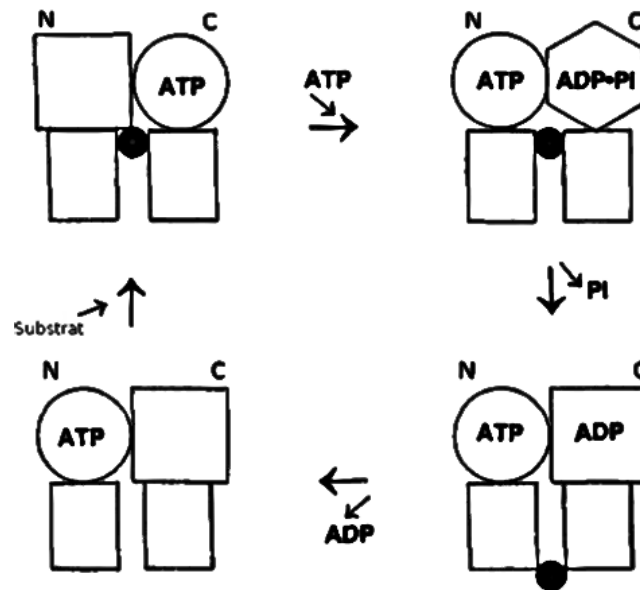 N C N C
ATP ATP ATP ADP•PI
PI
Substrat
N C N C
ATP ATP ADP
ADP